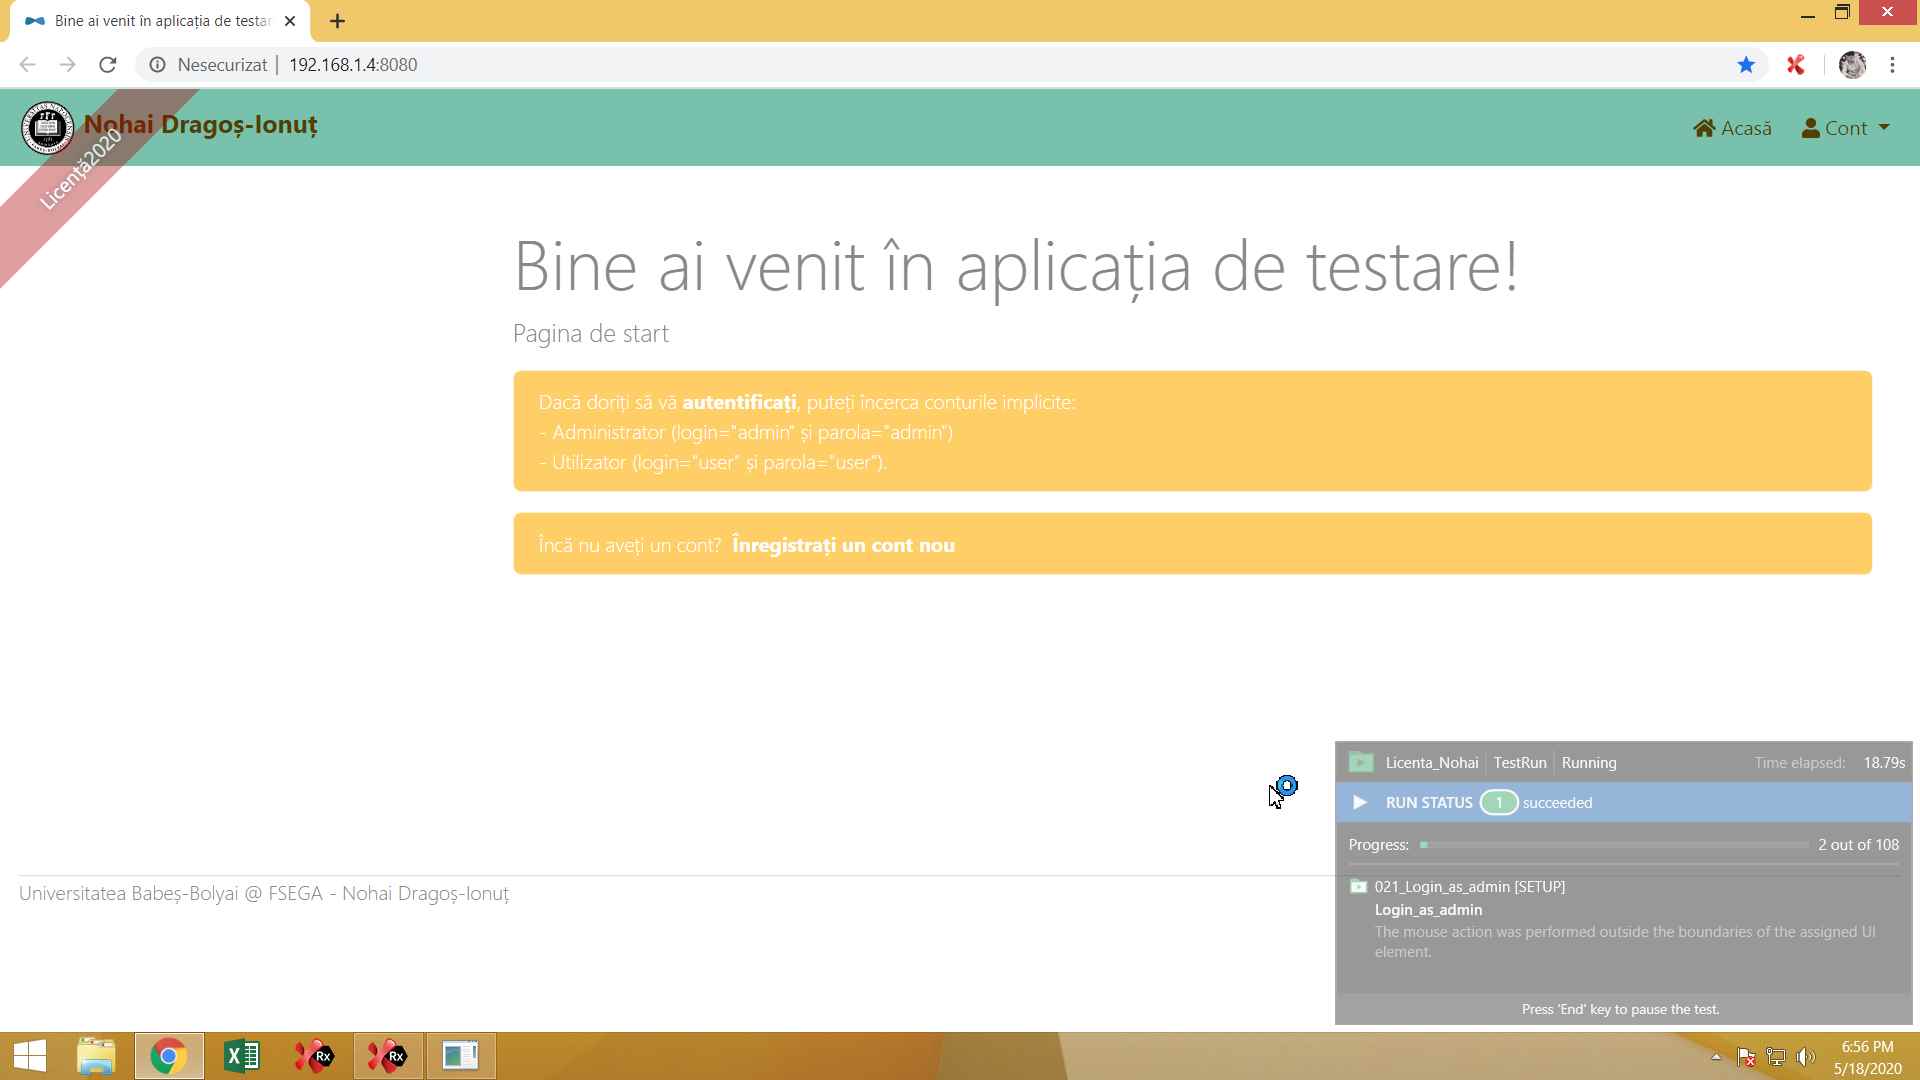 Bine ai venit în aplicația de testar
Nesecurizat | 192.168.1.4:8080
Nohai Dragoș-Ionuț
Licență2020
Acasă
Cont
Bine ai venit în aplicația de testare!
Pagina de start
Dacă doriți să vă autentificați, puteți încerca conturile implicite:
- Administrator (login="admin" și parola="admin")
- Utilizator (login="user" și parola="user").
Încă nu aveți un cont? Înregistrați un cont nou
Licenta_Nohai | TestRun | Running Time elapsed: 18.79s
RUN STATUS 1 succeeded
Progress: 2 out of 108
021_Login_as_admin [SETUP]
Login_as_admin
The mouse action was performed outside the boundaries of the assigned UI
element.
Press 'End' key to pause the test.
Universitatea Babeș-Bolyai @ FSEGA - Nohai Dragoș-Ionuț
Rx
Rx
6:56 PM
5/18/2020